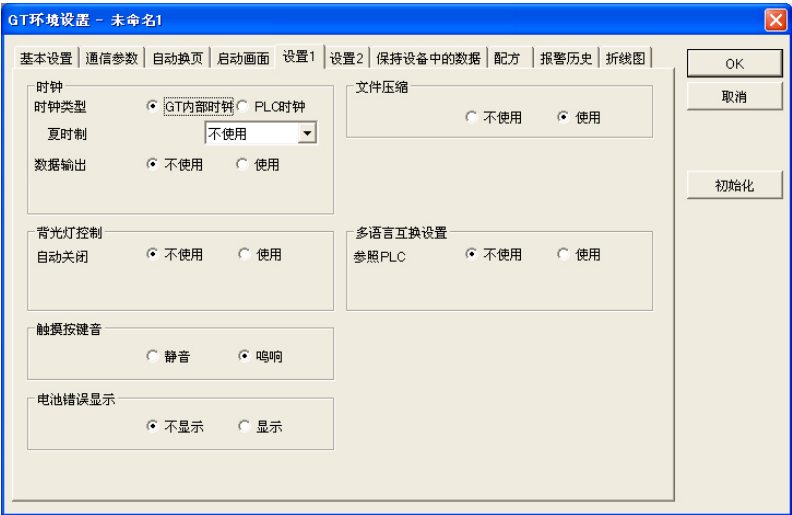 GT环境设置 - 未命名1
基本设置 通信参数 自动换页 启动画面 设置1 设置2 保持设备中的数据 配方 报警历史 折线图
OK
取消
初始化
时钟
时钟类型 GT内部时钟 PLC时钟
夏时制 不使用
数据输出 不使用 使用
文件压缩
不使用 使用
背光灯控制
自动关闭 不使用 使用
多语言互换设置
参照PLC 不使用 使用
触摸按键音
静音 鸣响
电池错误显示
不显示 显示